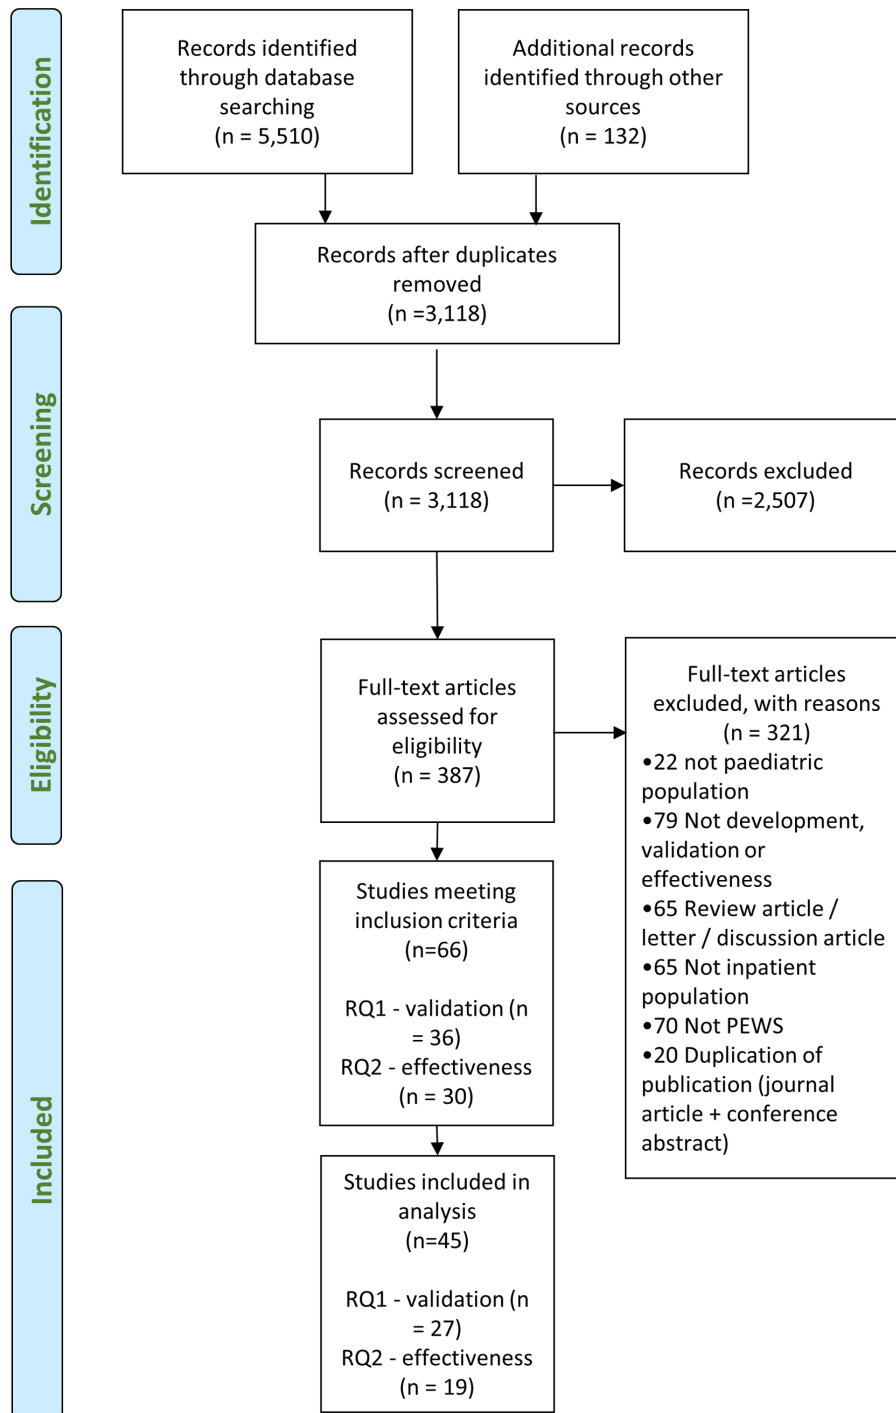 Identification
Records identified
through database
searching
(n = 5,510)
Additional records
identified through other
sources
(n = 132)
Records after duplicates
removed
(n =3,118)
Screening
Records screened
(n = 3,118)
Records excluded
(n =2,507)
Eligibility
Full-text articles
assessed for
eligibility
(n = 387)
Full-text articles
excluded, with reasons
(n = 321)
•22 not paediatric
population
•79 Not development,
validation or
effectiveness
•65 Review article /
letter / discussion article
•65 Not inpatient
population
•70 Not PEWS
•20 Duplication of
publication (journal
article + conference
abstract)
Included
Studies meeting
inclusion criteria
(n=66)
RQ1 - validation (n
= 36)
RQ2 - effectiveness
(n = 30)
Studies included in
analysis
(n=45)
RQ1 - validation (n
= 27)
RQ2 - effectiveness
(n = 19)